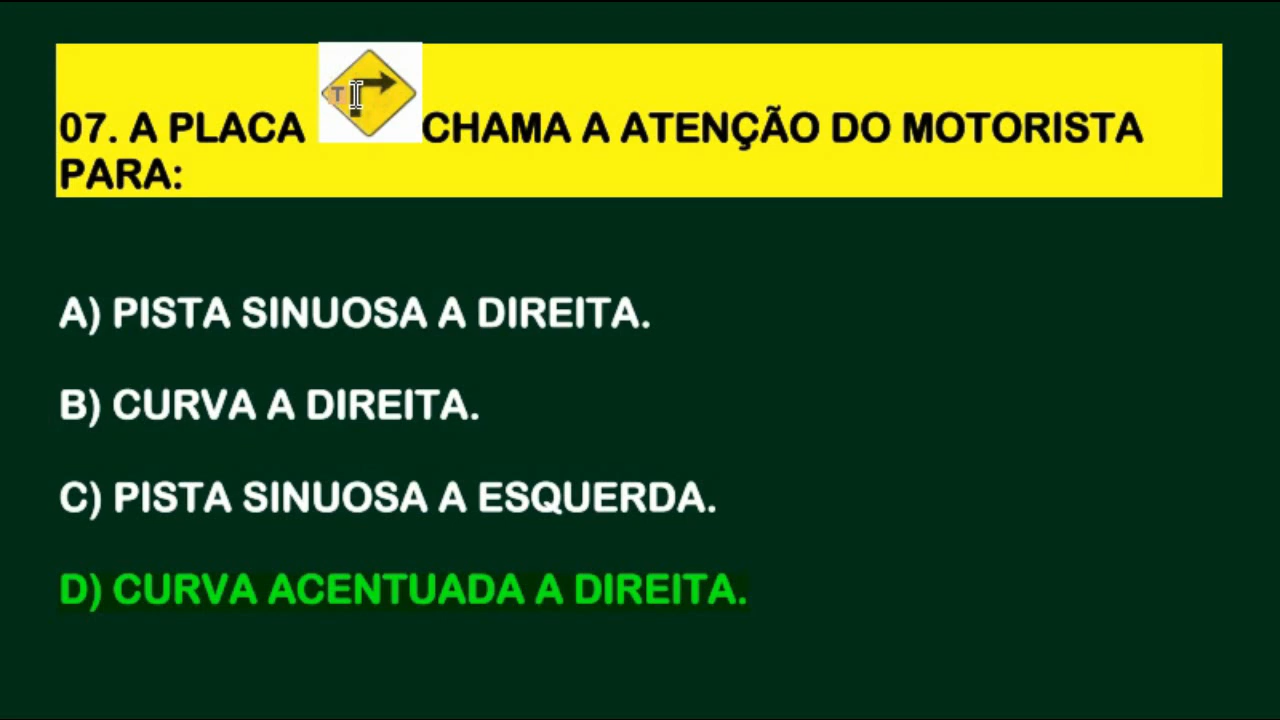 07. A PLACA T CHAMA A ATENÇÃO DO MOTORISTA
PARA:
A) PISTA SINUOSA A DIREITA.
B) CURVA A DIREITA.
C) PISTA SINUOSA A ESQUERDA.
D) CURVA ACENTUADA A DIREITA.